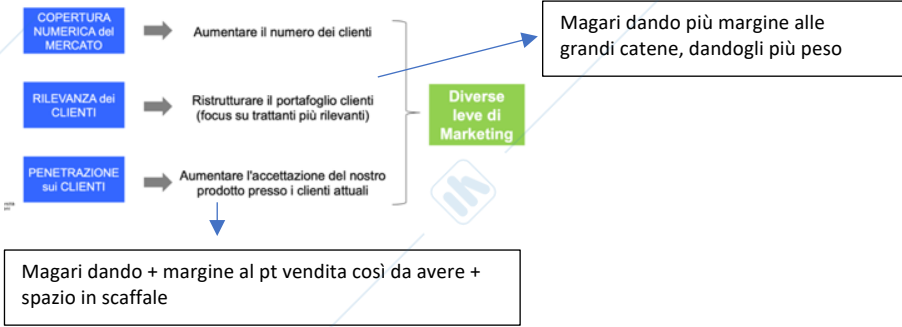 COPERTURA
NUMERICA del
MERCATO
Aumentare il numero dei clienti
Magari dando più margine alle
grandi catene, dandogli più peso
RILEVANZA dei
CLIENTI
Ristrutturare il portafoglio clienti
(focus su trattanti più rilevanti)
Diverse
leve di
Marketing
PENETRAZIONE
sui CLIENTI
Aumentare l'accettazione del nostro
prodotto presso i clienti attuali
Magari dando + margine al pt vendita così da avere +
spazio in scaffale